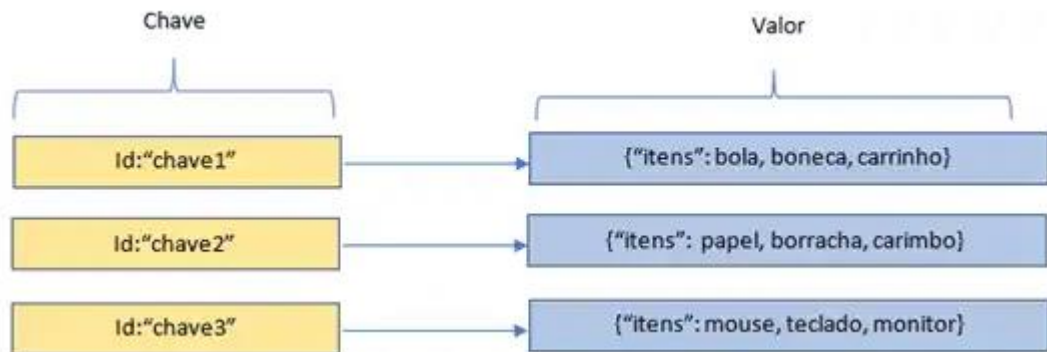 Chave
Valor
Id:“chave1”
{“itens”: bola, boneca, carrinho}
Id:“chave2”
{“itens”: papel, borracha, carimbo}
Id:“chave3”
{“itens”: mouse, teclado, monitor}